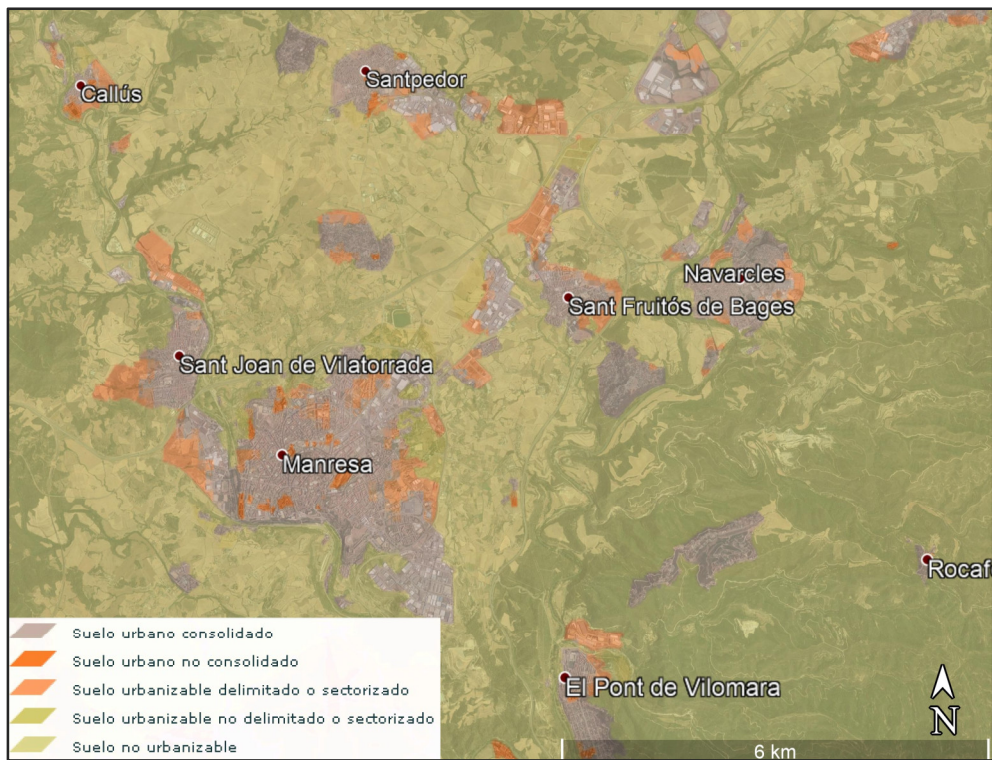 Callús
Santpedor
Navarcles
Sant Fruitós de Bages
Sant Joan de Vilatorrada
Manresa
Rocaf
El Pont de Vilomara
Suelo urbano consolidado
Suelo urbano no consolidado
Suelo urbanizable delimitado o sectorizado
Suelo urbanizable no delimitado o sectorizado
Suelo no urbanizable
N
6 km